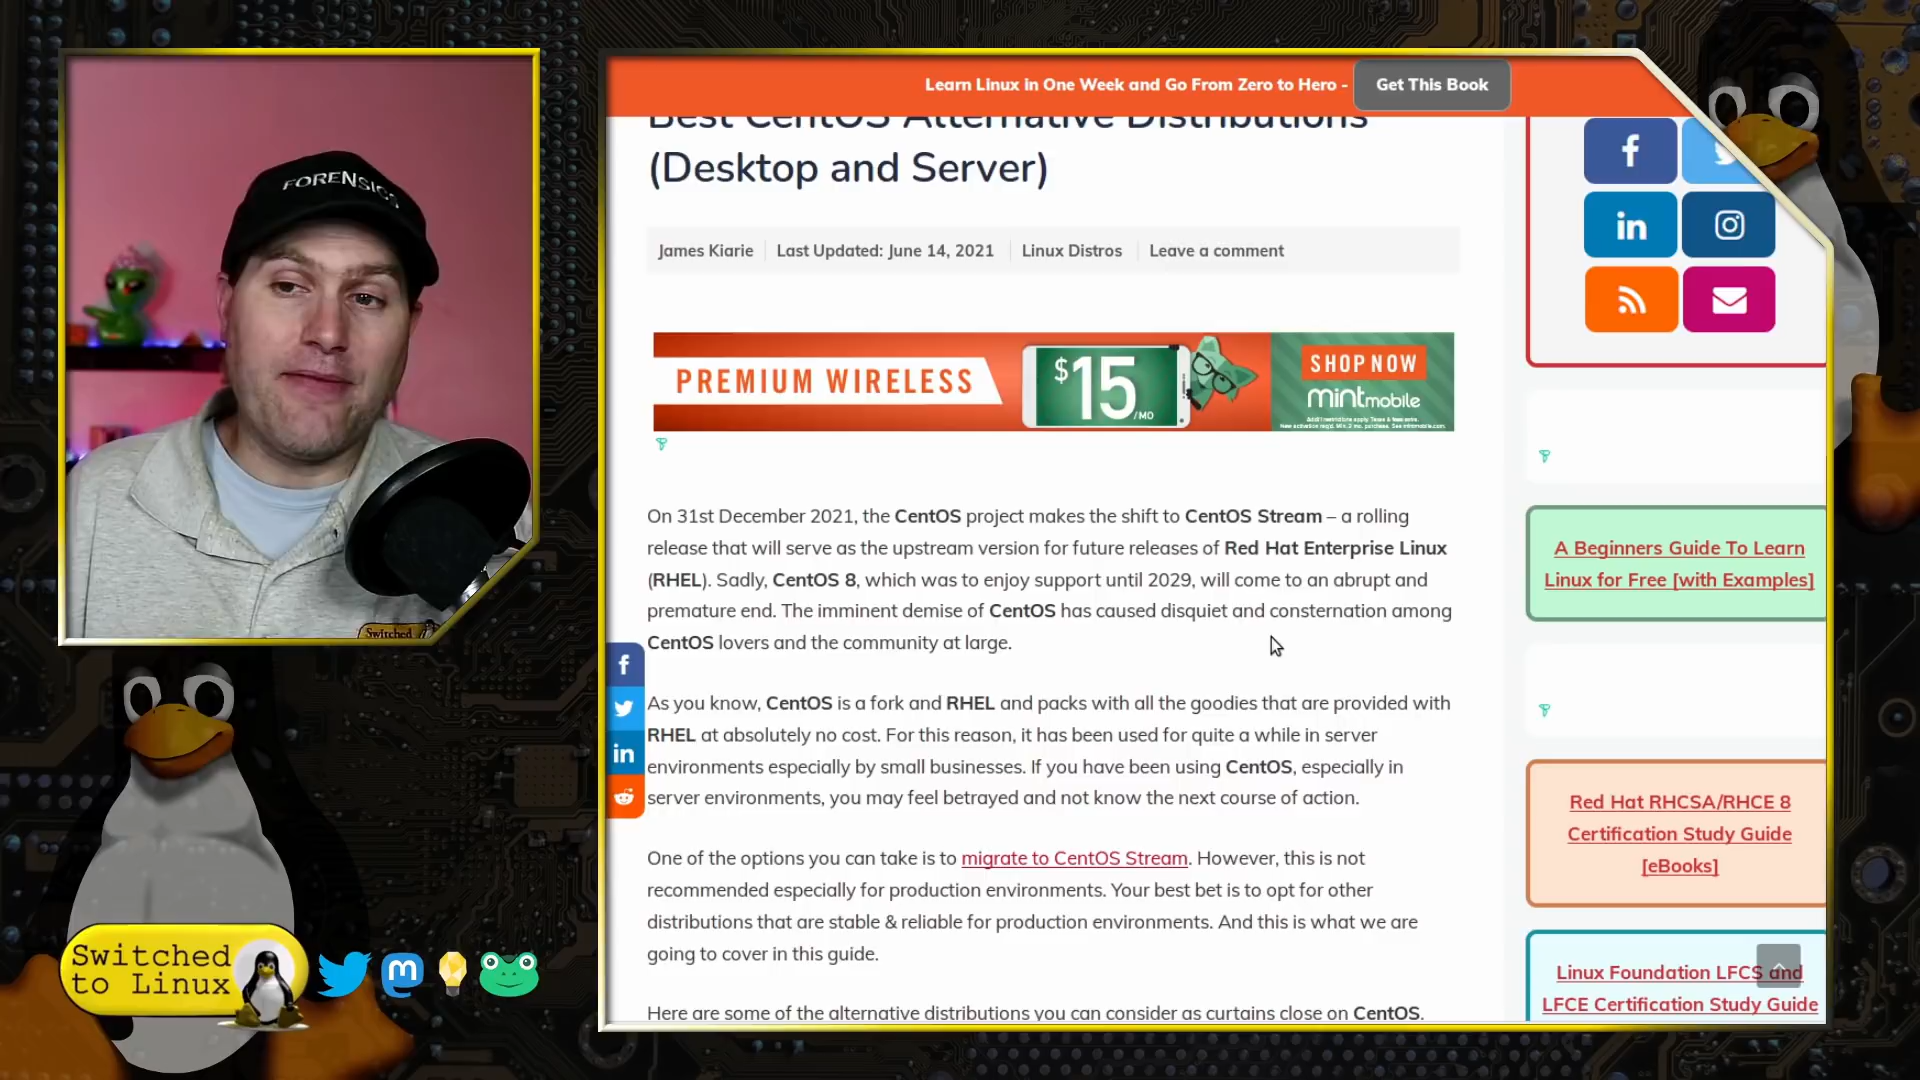 FORENSICS
Switched
Switched
to Linux
Learn Linux in One Week and Go From Zero to Hero -
Get This Book
Best CentOS Alternative Distributions
(Desktop and Server)
James Kiarie
Last Updated: June 14, 2021
Linux Distros
Leave a comment
PREMIUM WIRELESS
$15/MO
SHOP NOW
mintmobile
On 31st December 2021, the CentOS project makes the shift to CentOS Stream – a rolling
release that will serve as the upstream version for future releases of Red Hat Enterprise Linux
(RHEL). Sadly, CentOS 8, which was to enjoy support until 2029, will come to an abrupt and
premature end. The imminent demise of CentOS has caused disquiet and consternation among
CentOS lovers and the community at large.
As you know, CentOS is a fork and RHEL and packs with all the goodies that are provided with
RHEL at absolutely no cost. For this reason, it has been used for quite a while in server
environments especially by small businesses. If you have been using CentOS, especially in
server environments, you may feel betrayed and not know the next course of action.
One of the options you can take is to migrate to CentOS Stream. However, this is not
recommended especially for production environments. Your best bet is to opt for other
distributions that are stable & reliable for production environments. And this is what we are
going to cover in this guide.
Here are some of the alternative distributions you can consider as curtains close on CentOS.
A Beginners Guide To Learn
Linux for Free [with Examples]
Red Hat RHCSA/RHCE 8
Certification Study Guide
[eBooks]
Linux Foundation LFCS and
LFCE Certification Study Guide